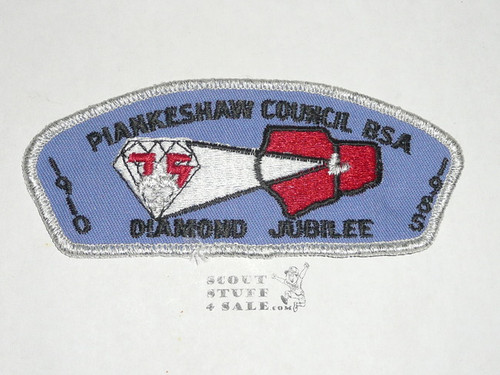 PIANKESHAW COUNCIL BSA
1910
75
1985
DIAMOND JUBILEE
SCOUT
STUFF
4 SALE.COM